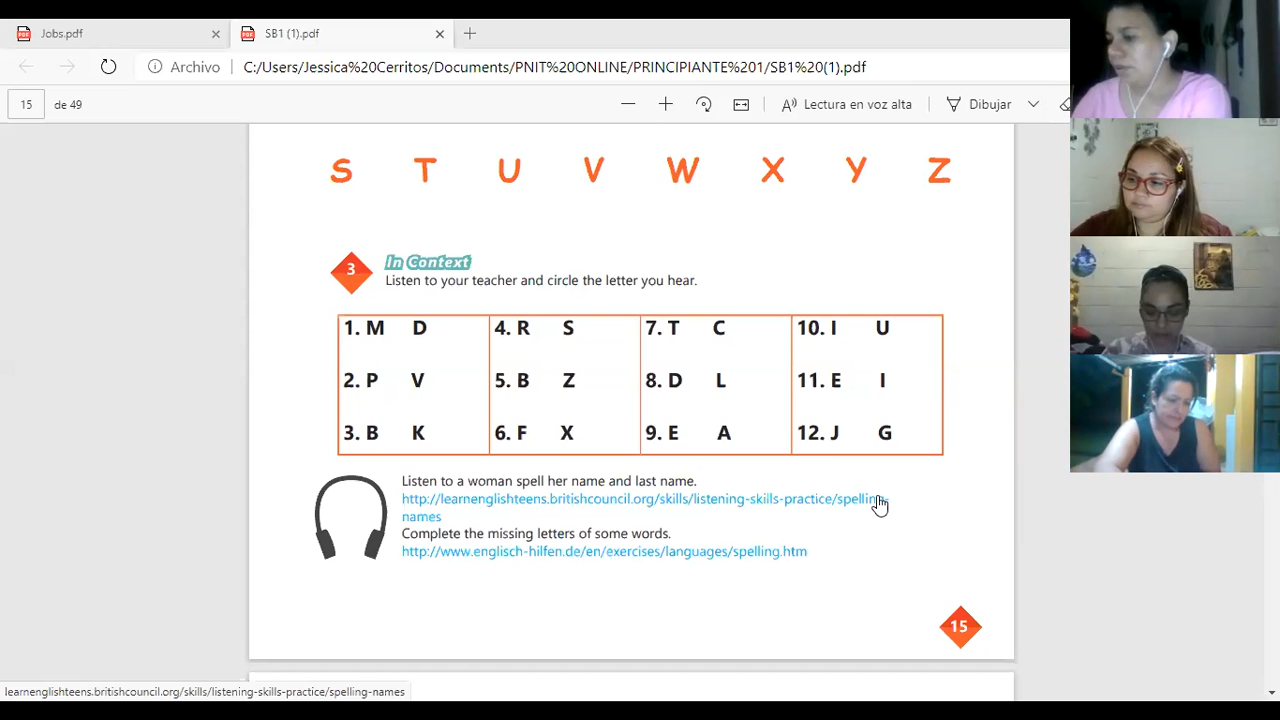 Jobs.pdf
SB1 (1).pdf
Archivo C:/Users/Jessica%20Cerritos/Documents/PNIT%20ONLINE/PRINCIPIANTE%201/SB1%20(1).pdf
15 de 49 Lectura en voz alta Dibujar
S T U V W X Y Z
3 In Context
Listen to your teacher and circle the letter you hear.
1. M D 4. R S 7. T C 10. I U
2. P V 5. B Z 8. D L 11. E I
3. B K 6. F X 9. E A 12. J G
Listen to a woman spell her name and last name.
http://learnenglishteens.britishcouncil.org/skills/listening-skills-practice/spelling-
names
Complete the missing letters of some words.
http://www.englisch-hilfen.de/en/exercises/languages/spelling.htm
15
learnenglishteens.britishcouncil.org/skills/listening-skills-practice/spelling-names